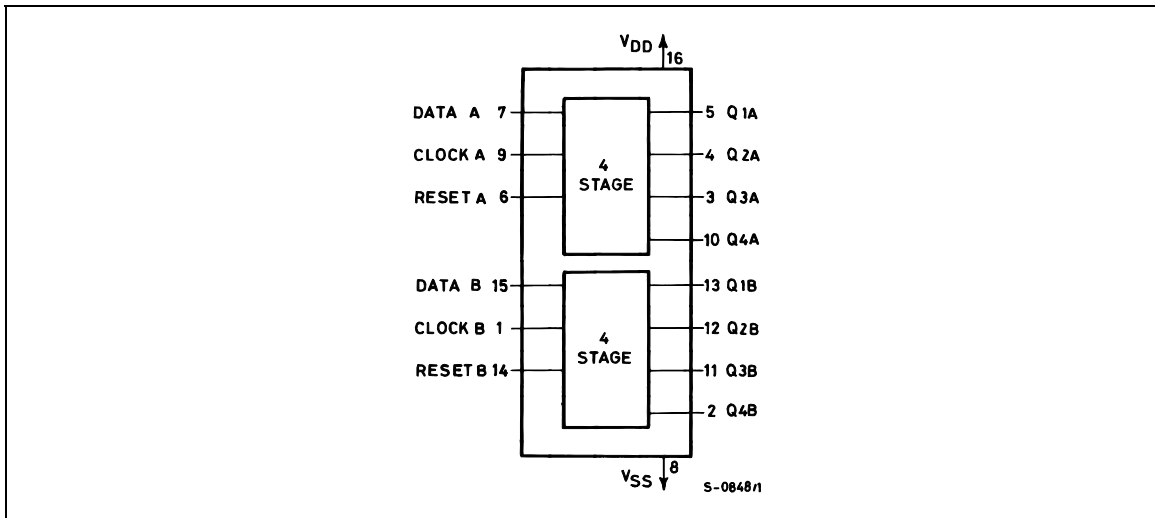 VDD 16
DATA A 7
5 Q1A
CLOCK A 9
4 Q2A
4 STAGE
RESET A 6
3 Q3A
10 Q4A
DATA B 15
13 Q1B
CLOCK B 1
12 Q2B
4 STAGE
RESET B 14
11 Q3B
2 Q4B
VSS 8
S-0848/1